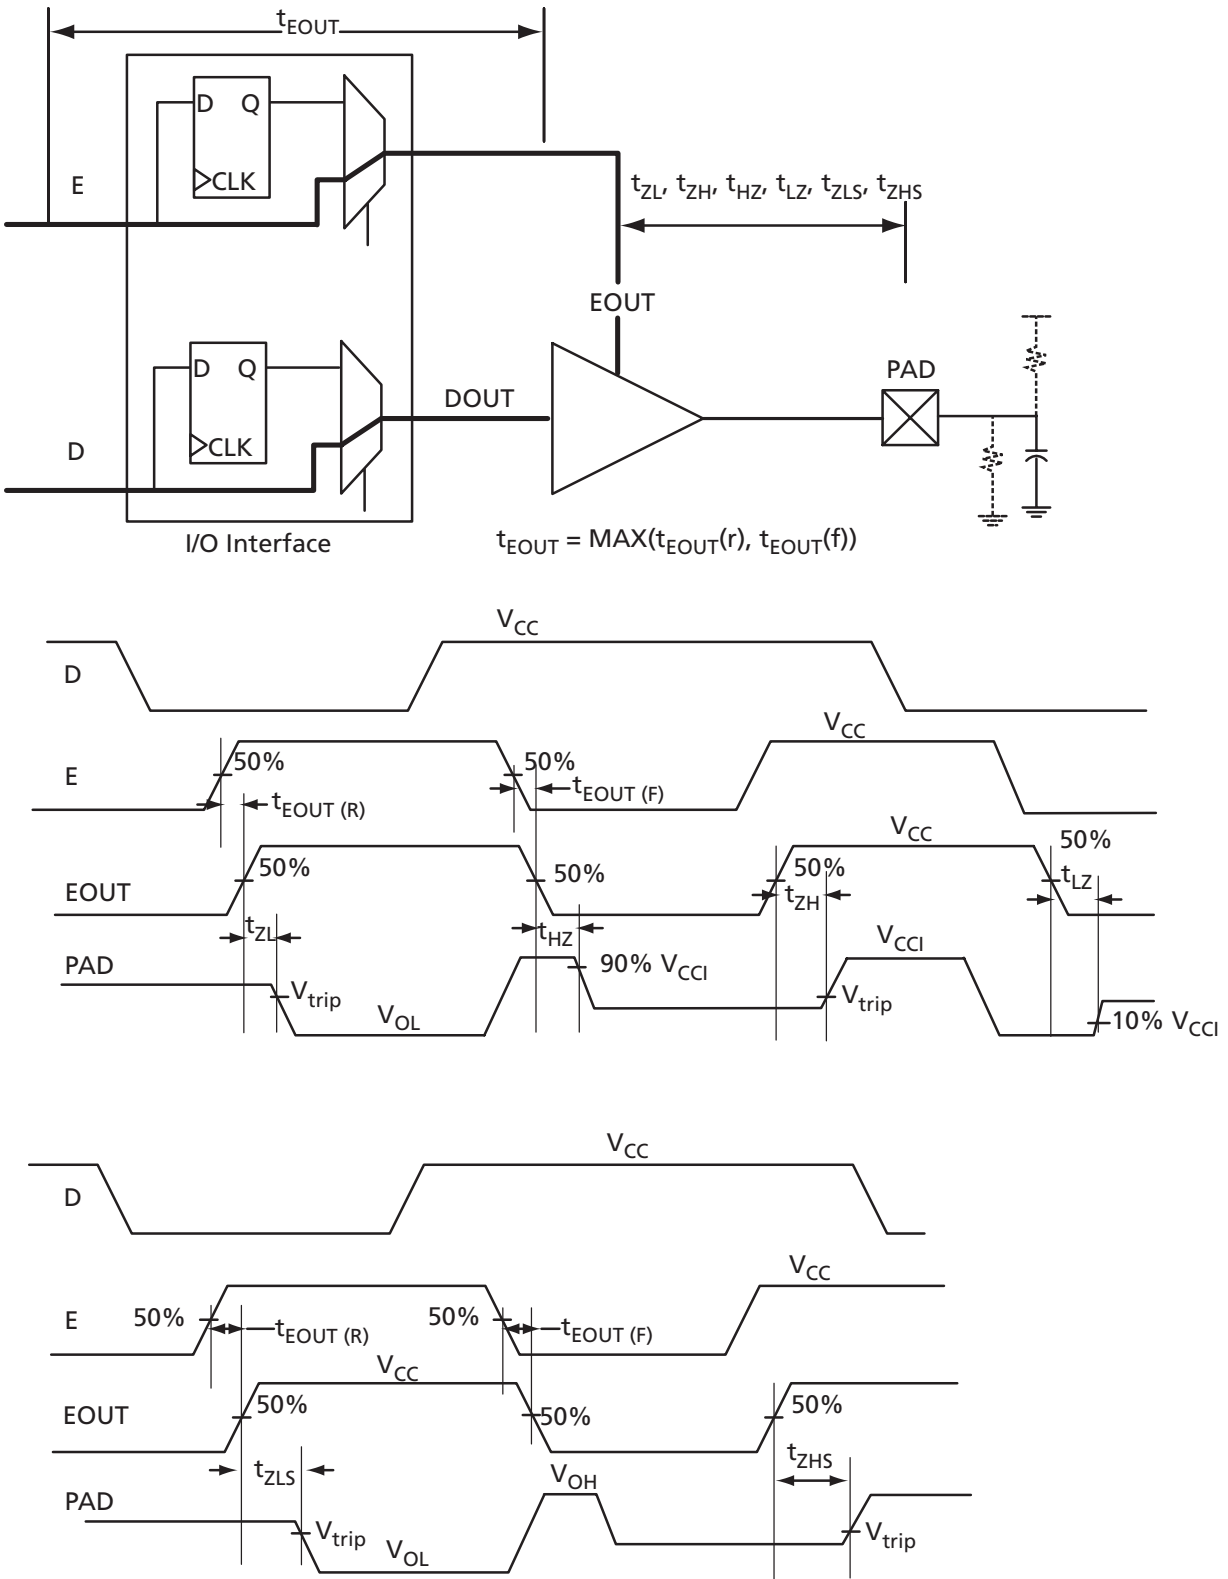 tEOUT
D Q
CLK
E
tZL, tZH, tHZ, tLZ, tZLS, tZHS
EOUT
D Q
CLK
D
DOUT
PAD
I/O Interface
tEOUT = MAX(tEOUT(r), tEOUT(f))
VCC
D
VCC
E
50%
50%
tEOUT (R)
tEOUT (F)
VCC
50%
EOUT
50%
50%
50%
tLZ
tZL
tHZ
tZH
PAD
VCCI
90% VCCI
Vtrip
Vtrip
VOL
10% VCCI
VCC
D
VCC
E
50%
50%
tEOUT (R)
tEOUT (F)
VCC
EOUT
50%
50%
50%
tZLS
tZHS
VOH
PAD
Vtrip
Vtrip
VOL